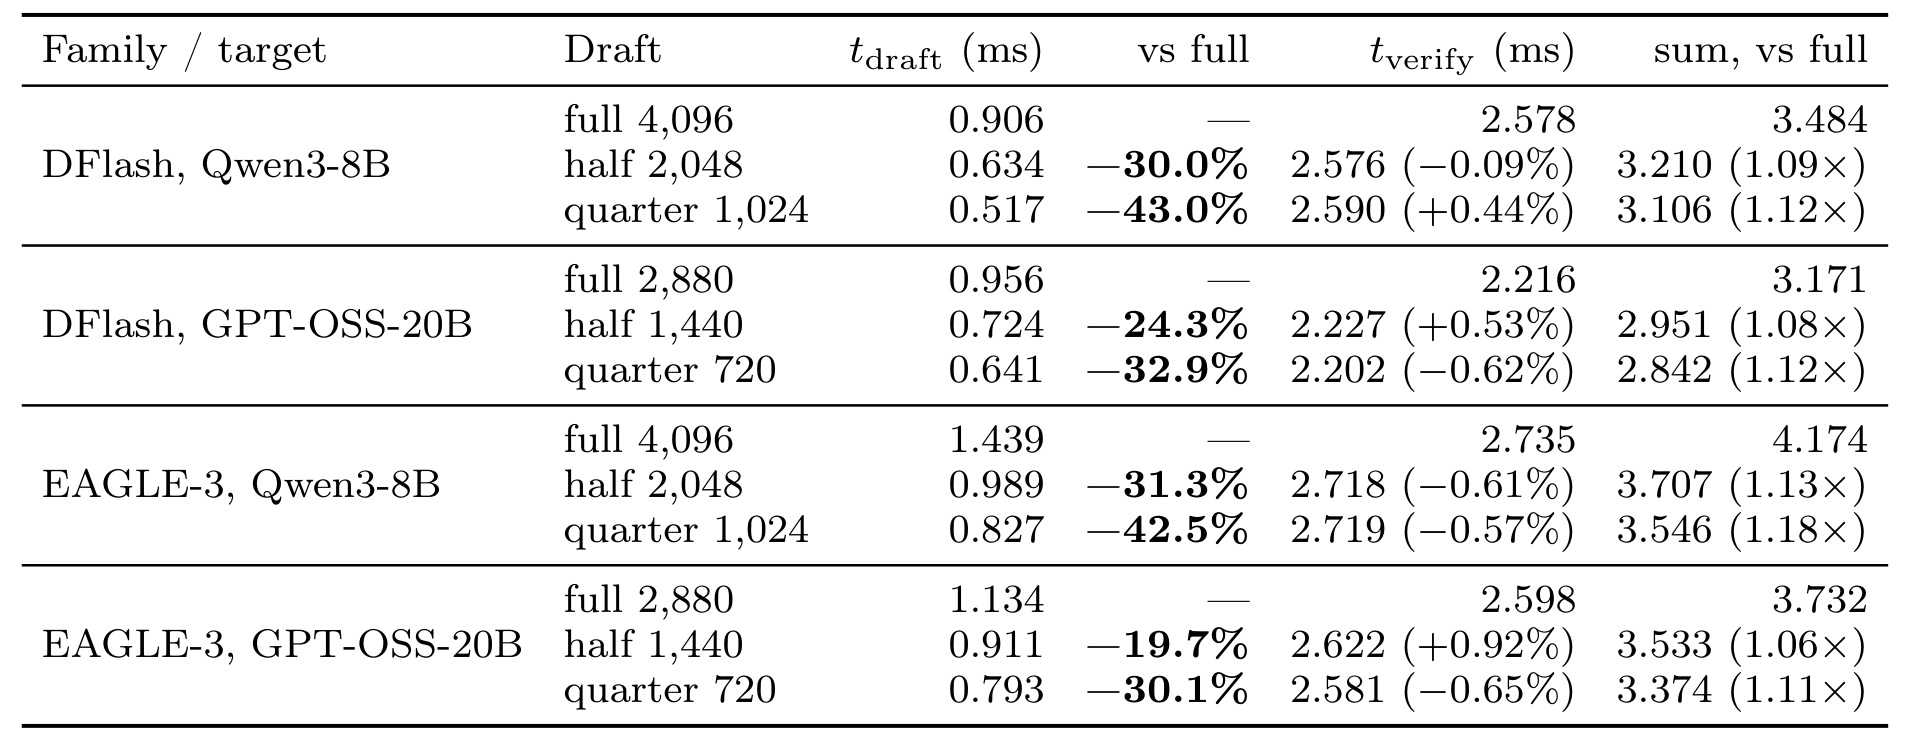 Family / target Draft t_draft (ms) vs full t_verify (ms) sum, vs full
full 4,096 0.906 — 2.578 3.484
DFlash, Qwen3-8B half 2,048 0.634 −30.0% 2.576 (−0.09%) 3.210 (1.09×)
quarter 1,024 0.517 −43.0% 2.590 (+0.44%) 3.106 (1.12×)
full 2,880 0.956 — 2.216 3.171
DFlash, GPT-OSS-20B half 1,440 0.724 −24.3% 2.227 (+0.53%) 2.951 (1.08×)
quarter 720 0.641 −32.9% 2.202 (−0.62%) 2.842 (1.12×)
full 4,096 1.439 — 2.735 4.174
EAGLE-3, Qwen3-8B half 2,048 0.989 −31.3% 2.718 (−0.61%) 3.707 (1.13×)
quarter 1,024 0.827 −42.5% 2.719 (−0.57%) 3.546 (1.18×)
full 2,880 1.134 — 2.598 3.732
EAGLE-3, GPT-OSS-20B half 1,440 0.911 −19.7% 2.622 (+0.92%) 3.533 (1.06×)
quarter 720 0.793 −30.1% 2.581 (−0.65%) 3.374 (1.11×)